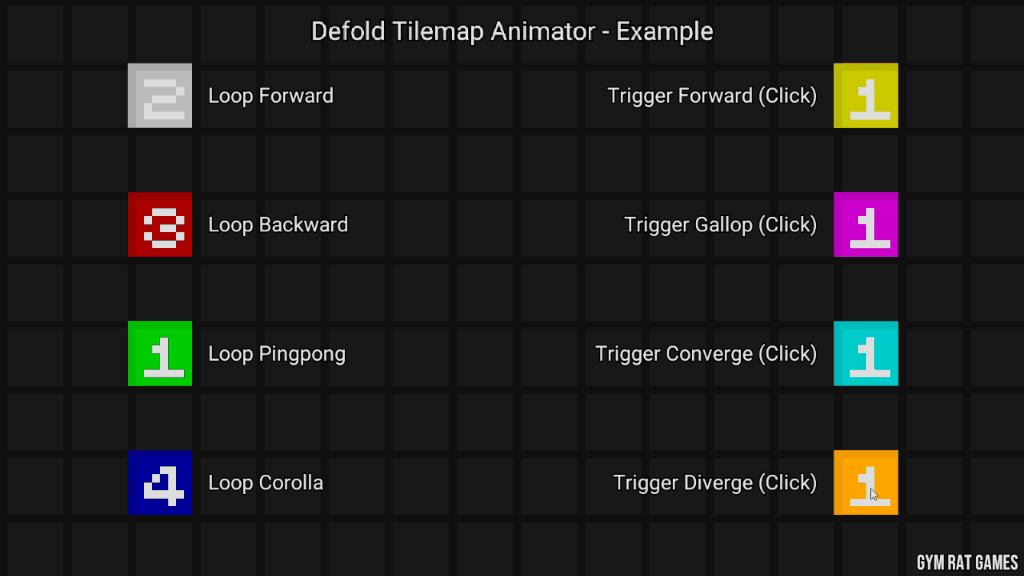 Defold Tilemap Animator - Example
2 Loop Forward Trigger Forward (Click) 1
3 Loop Backward Trigger Gallop (Click) 1
1 Loop Pingpong Trigger Converge (Click) 1
4 Loop Corolla Trigger Diverge (Click) 1
GYM RAT GAMES